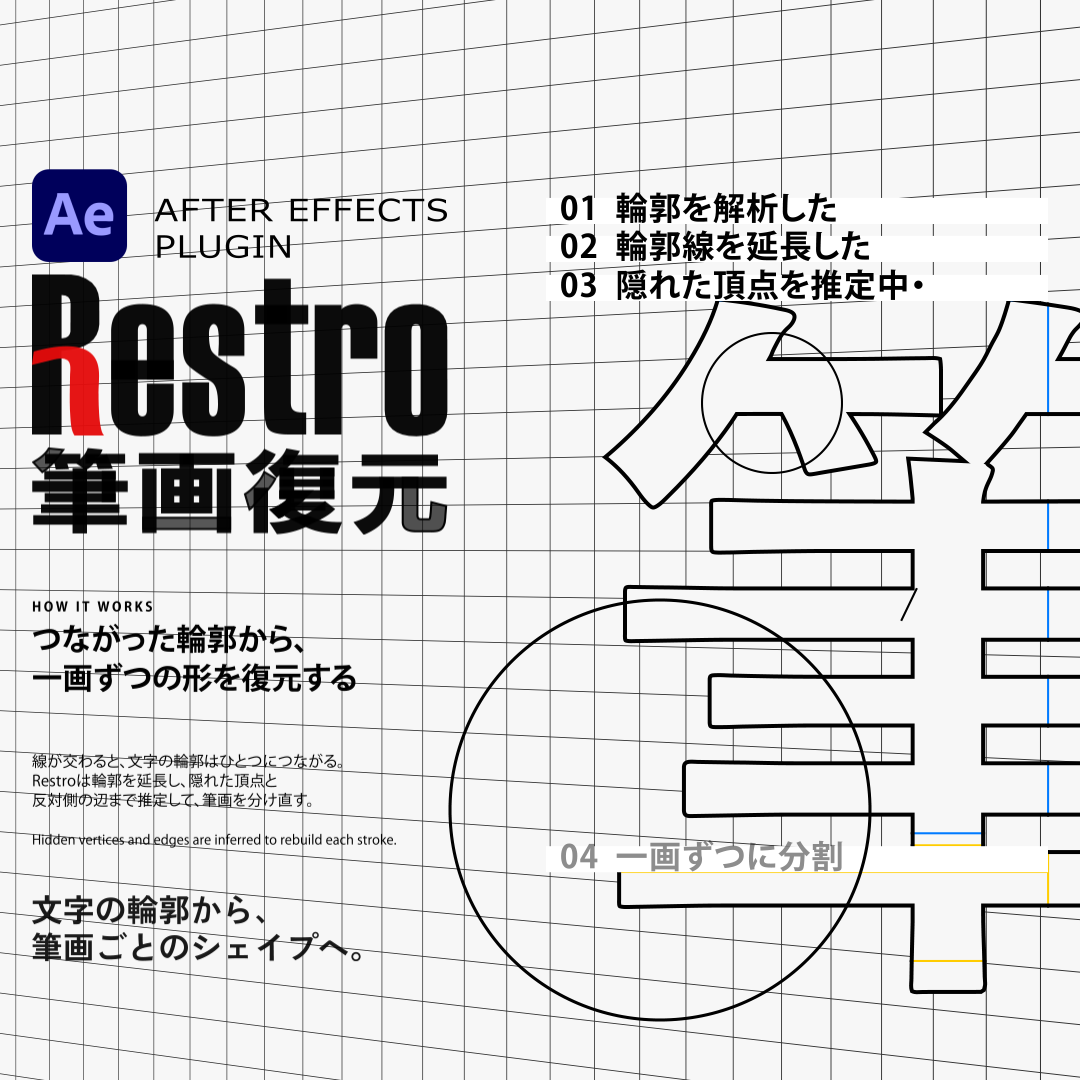 Ae
AFTER EFFECTS
PLUGIN
Restro
筆画復元
HOW IT WORKS
つながった輪郭から、
一画ずつの形を復元する
線が交わると、文字の輪郭はひとつにつながる。
Restroは輪郭を延長し、隠れた頂点と
反対側の辺まで推定して、筆画を分け直す。
Hidden vertices and edges are inferred to rebuild each stroke.
文字の輪郭から、
筆画ごとのシェイプへ。
01 輪郭を解析した
02 輪郭線を延長した
03 隠れた頂点を推定中・
筆
04 一画ずつに分割